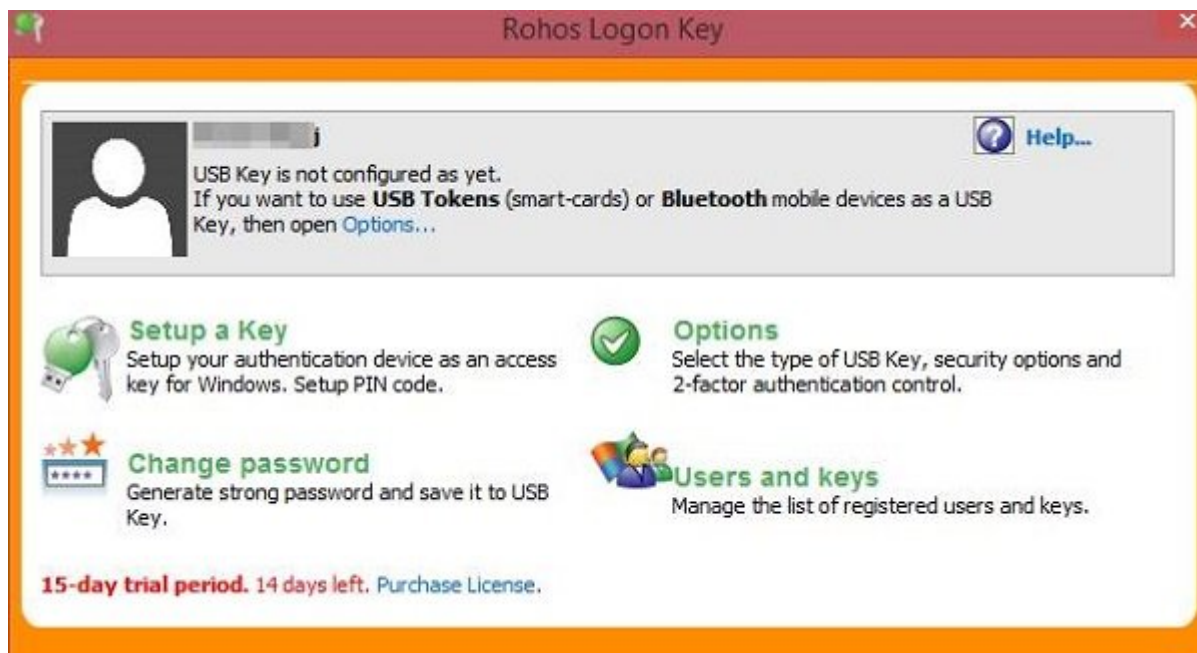 Rohos Logon Key
j
Help...
USB Key is not configured as yet.
If you want to use USB Tokens (smart-cards) or Bluetooth mobile devices as a USB
Key, then open Options...
Setup a Key
Setup your authentication device as an access
key for Windows. Setup PIN code.
Options
Select the type of USB Key, security options and
2-factor authentication control.
Change password
Generate strong password and save it to USB
Key.
Users and keys
Manage the list of registered users and keys.
15-day trial period. 14 days left. Purchase License.